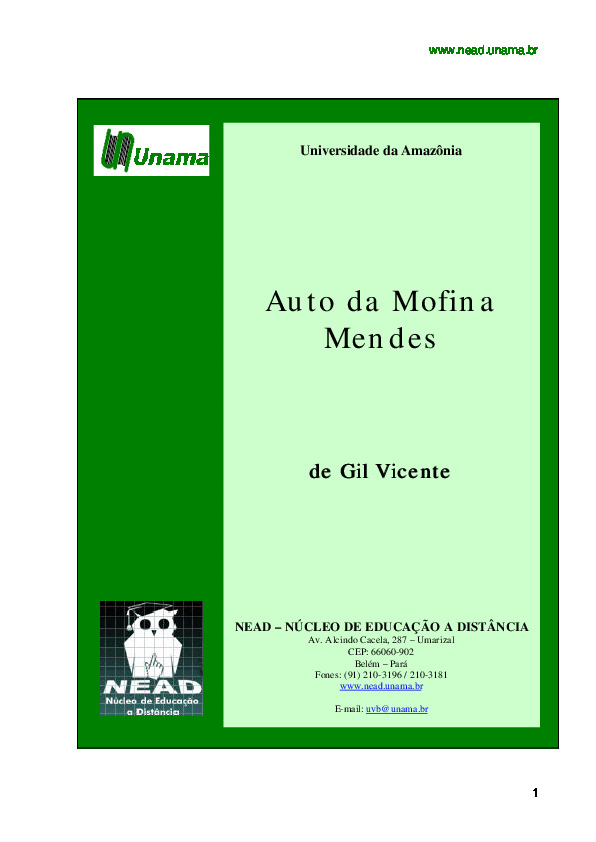 www.nead.unama.br
Unama
Universidade da Amazônia
Auto da Mofina
Mendes
de Gil Vicente
NEAD
Núcleo de Educação
a Distância
NEAD – NÚCLEO DE EDUCAÇÃO A DISTÂNCIA
Av. Alcindo Cacela, 287 – Umarizal
CEP: 66060-902
Belém – Pará
Fones: (91) 210-3196 / 210-3181
www.nead.unama.br
E-mail: uvb@unama.br
1